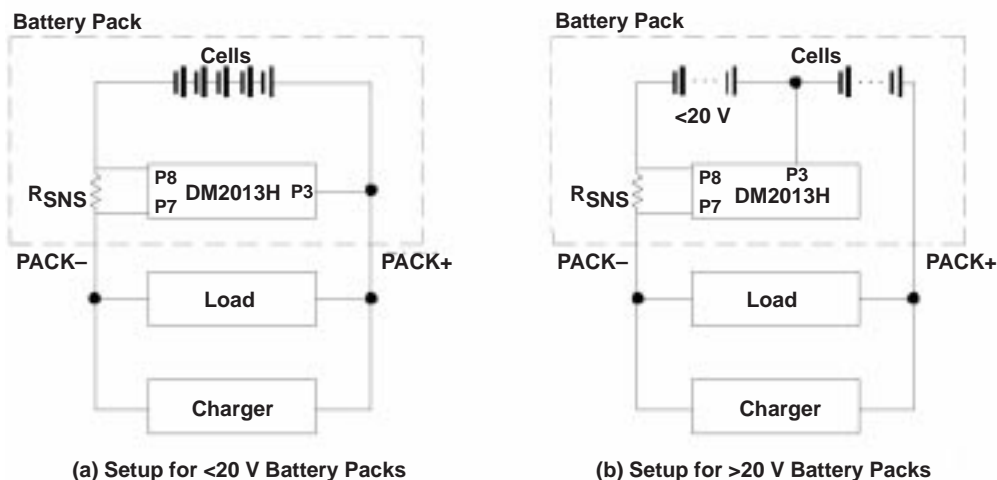 Battery Pack
Cells
P8
DM2013H
P3
RSNS
P7
PACK–
PACK+
Load
Charger
(a) Setup for <20 V Battery Packs
Battery Pack
Cells
<20 V
P3
P8
DM2013H
RSNS
P7
PACK–
PACK+
Load
Charger
(b) Setup for >20 V Battery Packs